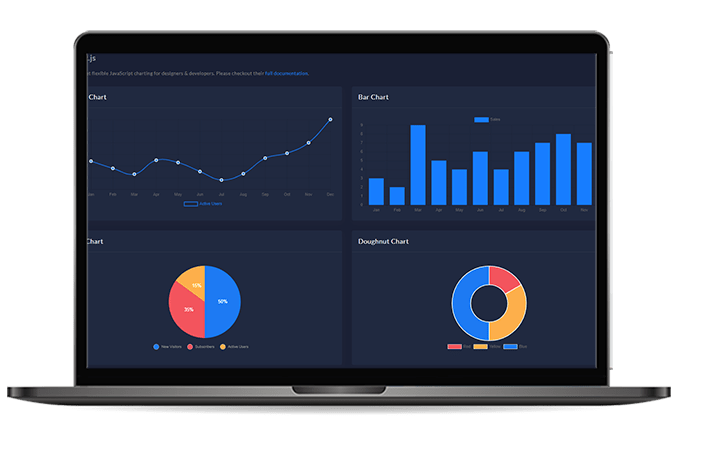 .js
st flexible JavaScript charting for designers & developers. Please checkout their full documentation.
Chart
Jan Feb Mar Apr May Jun Jul Aug Sep Oct Nov Dec
Active Users
Bar Chart
Sales
9
8
7
6
5
4
3
2
1
0
Jan Feb Mar Apr May Jun Jul Aug Sep Oct Nov
Chart
15%
35%
50%
New Visitors Subscribers Active Users
Doughnut Chart
Red Yellow Blue